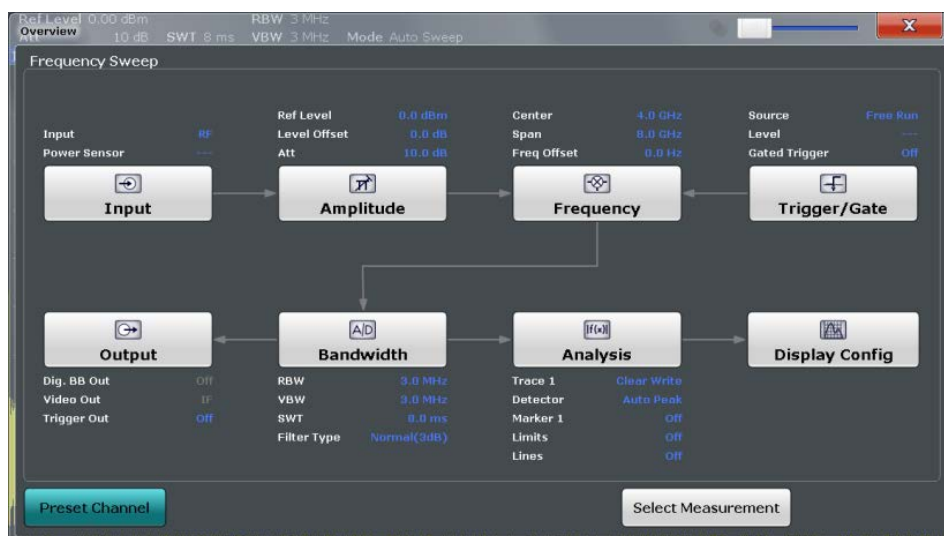 Ref Level 0.00 dBm RBW 3 MHz
Overview
Att 10 dB SWT 8 ms VBW 3 MHz Mode Auto Sweep
X
Frequency Sweep
Ref Level 0.0 dBm Center 4.0 GHz Source Free Run
Input RF Level Offset 0.0 dB Span 8.0 GHz Level ---
Power Sensor --- Att 10.0 dB Freq Offset 0.0 Hz Gated Trigger Off
Input Amplitude Frequency Trigger/Gate
A/D |f(x)|
Output Bandwidth Analysis Display Config
Dig. BB Out Off RBW 3.0 MHz Trace 1 Clear Write
Video Out IF VBW 3.0 MHz Detector Auto Peak
Trigger Out Off SWT 8.0 ms Marker 1 Off
Filter Type Normal(3dB) Limits Off
Lines Off
Preset Channel Select Measurement